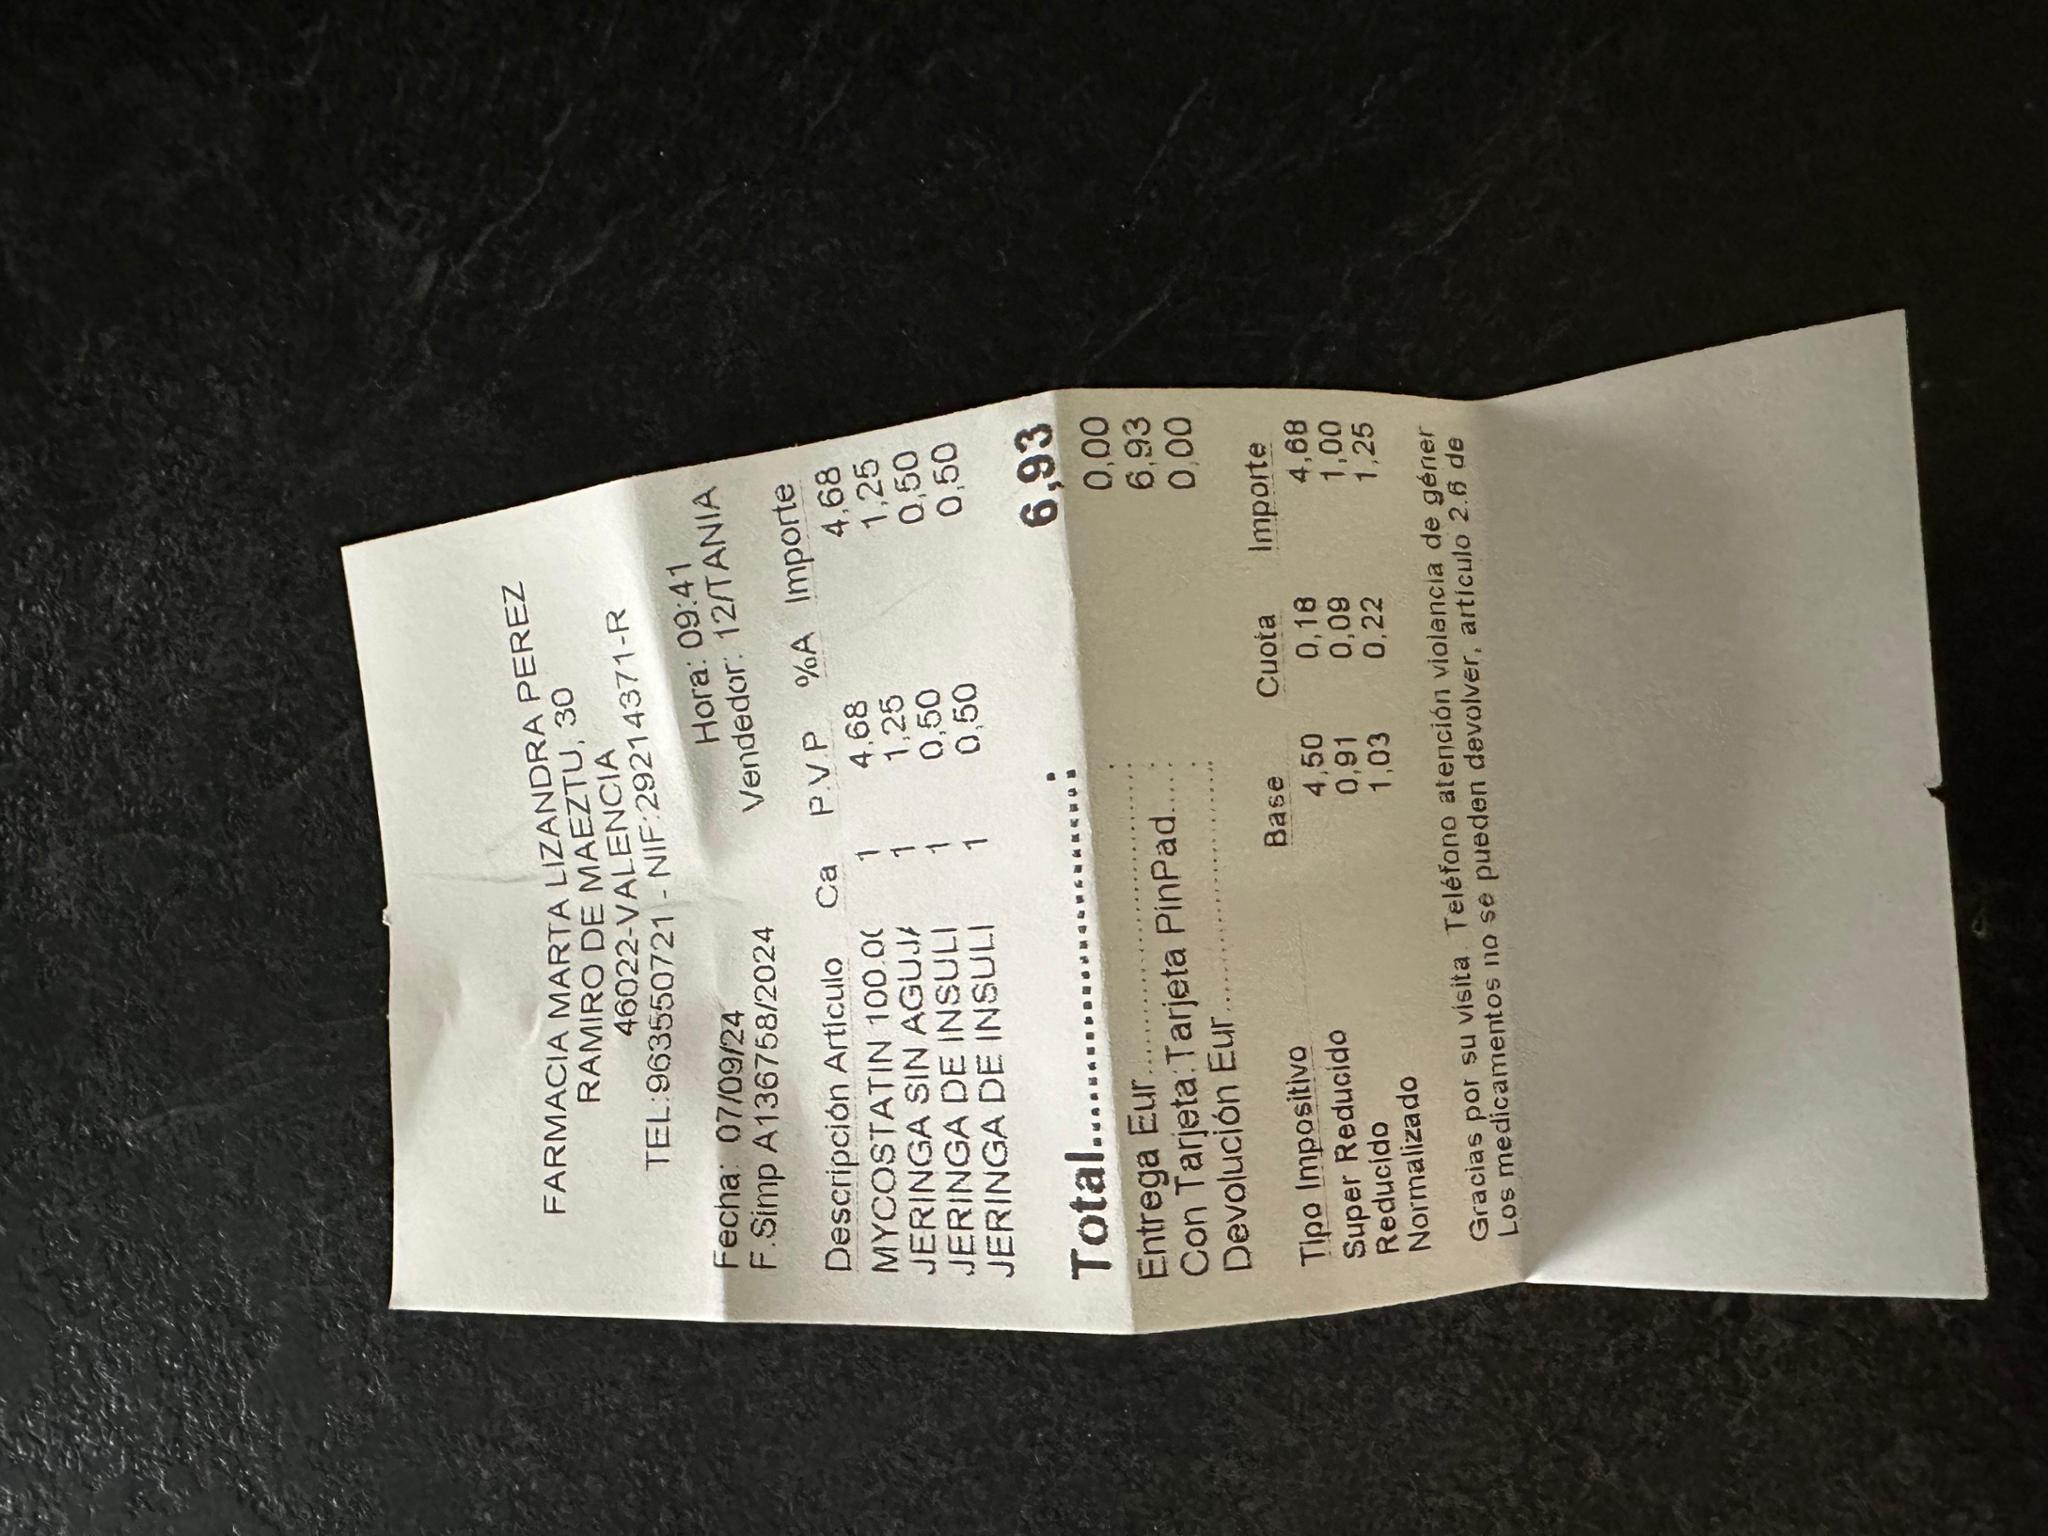 FARMACIA MARTA LIZANDRA PEREZ
RAMIRO DE MAEZTU, 30
46022-VALENCIA
TEL:963550721 - NIF:29214371-R
Fecha: 07/09/24 Hora: 09:41
F.Simp A136758/2024 Vendedor: 12/TANIA
Descripción Artículo Ca P.V.P %A Importe
MYCOSTATIN 100.0( 1 4,68 4,68
JERINGA SIN AGUJA 1 1,25 1,25
JERINGA DE INSULI 1 0,50 0,50
JERINGA DE INSULI 1 0,50 0,50
Total.................... 6,93
Entrega Eur.................... 0,00
Con Tarjeta:Tarjeta PinPad..... 6,93
Devolución Eur.................... 0,00
Tipo Impositivo Base Cuota Importe
Super Reducido 4,50 0,18 4,68
Reducido 0,91 0,09 1,00
Normalizado 1,03 0,22 1,25
Gracias por su visita. Teléfono atención violencia de géner
Los medicamentos no se pueden devolver, artículo 2.6 de